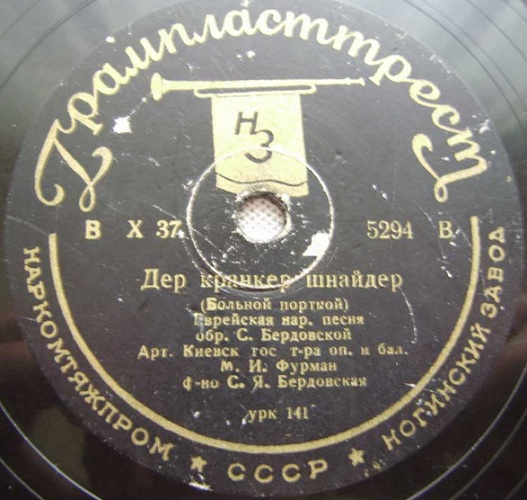 Грампласттрест
НЗ
В X 37 5294 В
Дер кранкер шнайдер
(Больной портной)
Еврейская нар. песня
обр. С. Бердовской
Арт. Киевск гос т-ра оп. и бал.
М. И. Фурман
ф-но С. Я. Бердовская
урк 141
НАРКОМТЯЖПРОМ ★ СССР ★ НОГИНСКИЙ ЗАВОД